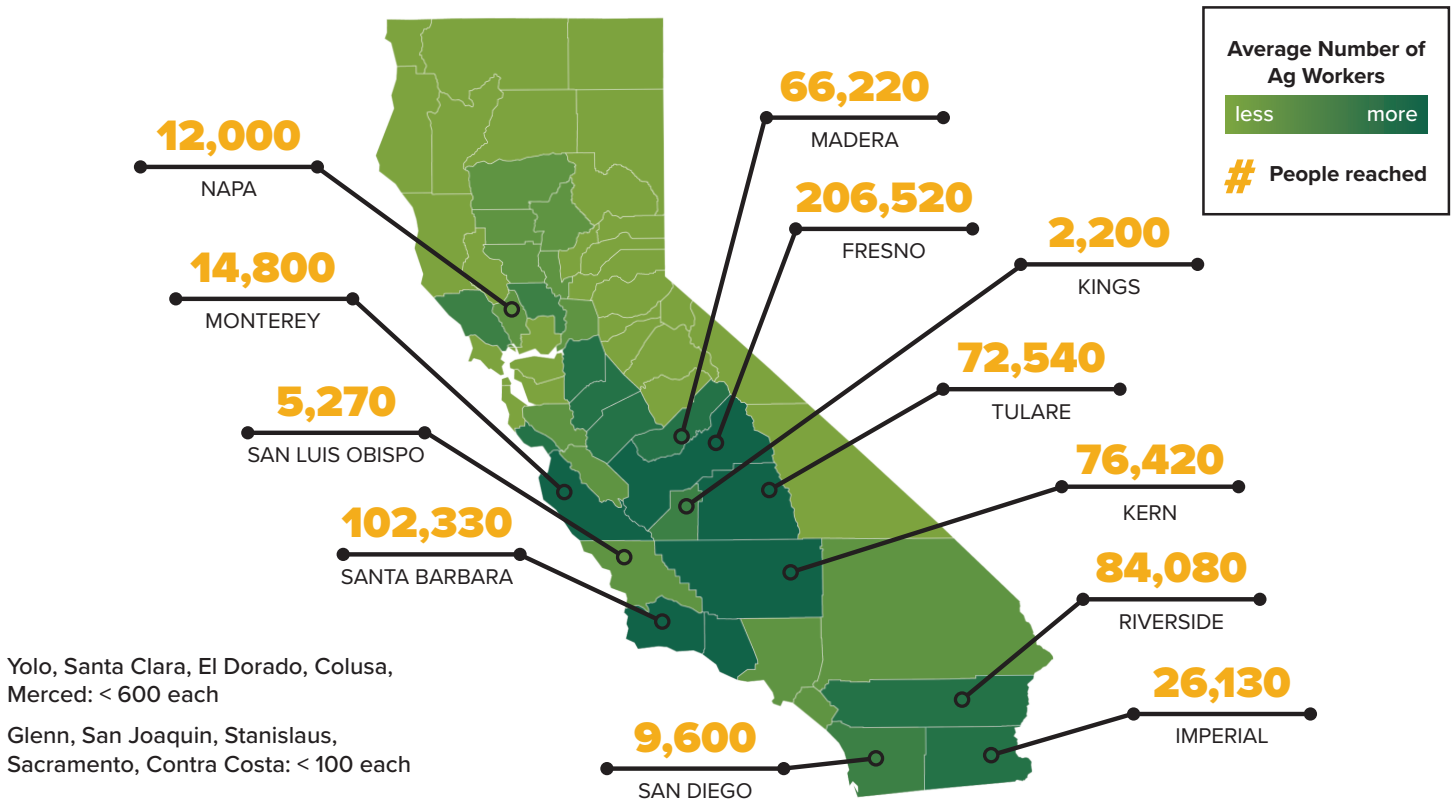 Average Number of
Ag Workers
less more
# People reached
66,220
MADERA
12,000
NAPA
206,520
FRESNO
2,200
KINGS
14,800
MONTEREY
72,540
TULARE
5,270
SAN LUIS OBISPO
76,420
KERN
102,330
SANTA BARBARA
84,080
RIVERSIDE
26,130
IMPERIAL
9,600
SAN DIEGO
Yolo, Santa Clara, El Dorado, Colusa,
Merced: < 600 each
Glenn, San Joaquin, Stanislaus,
Sacramento, Contra Costa: < 100 each